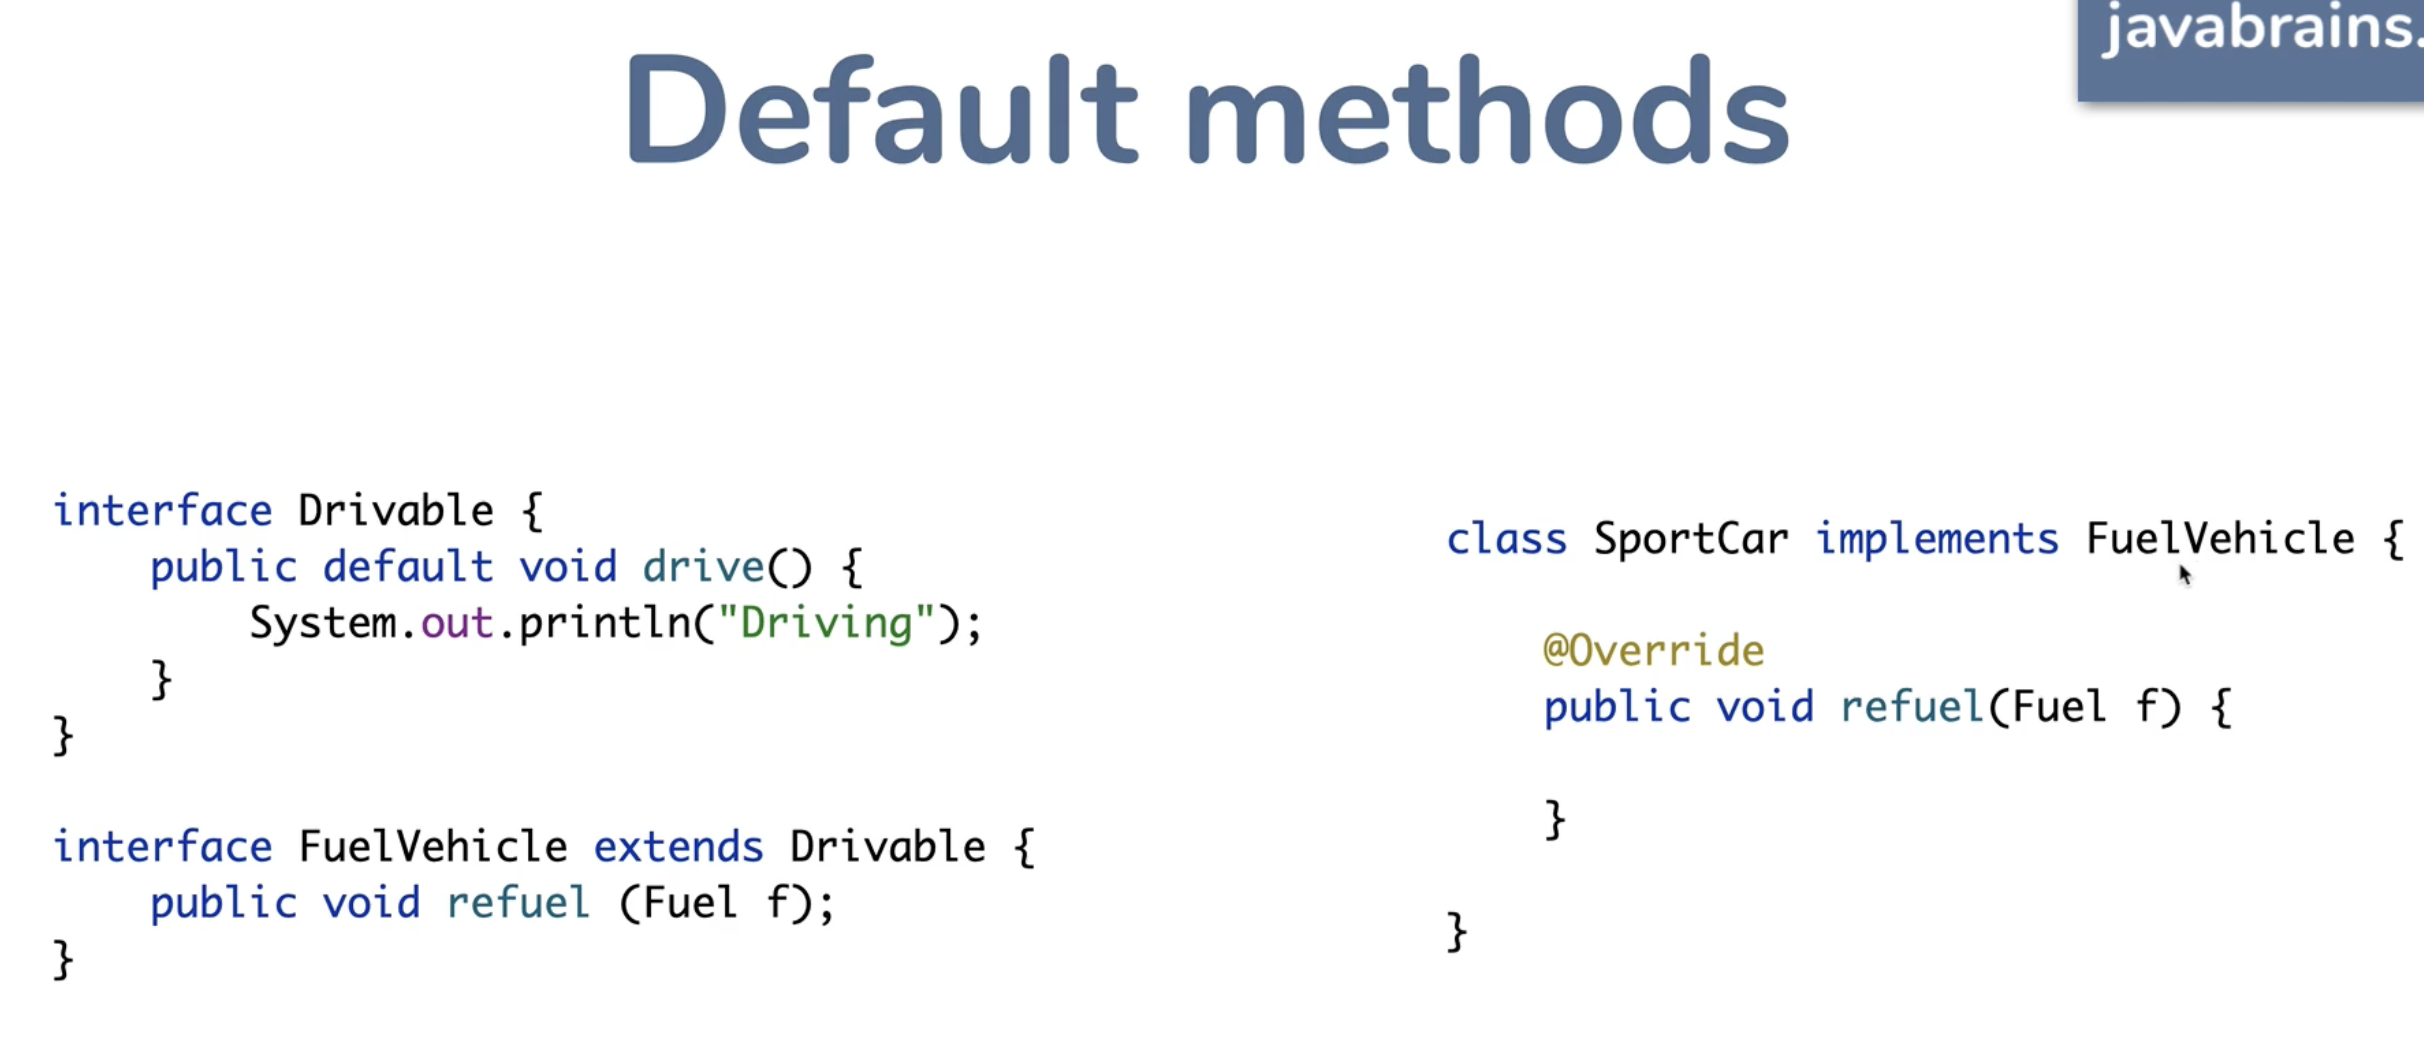 javabrains.
Default methods
interface Drivable {
    public default void drive() {
        System.out.println("Driving");
    }
}
interface FuelVehicle extends Drivable {
    public void refuel (Fuel f);
}
class SportCar implements FuelVehicle {
    @Override
    public void refuel(Fuel f) {
    }
}